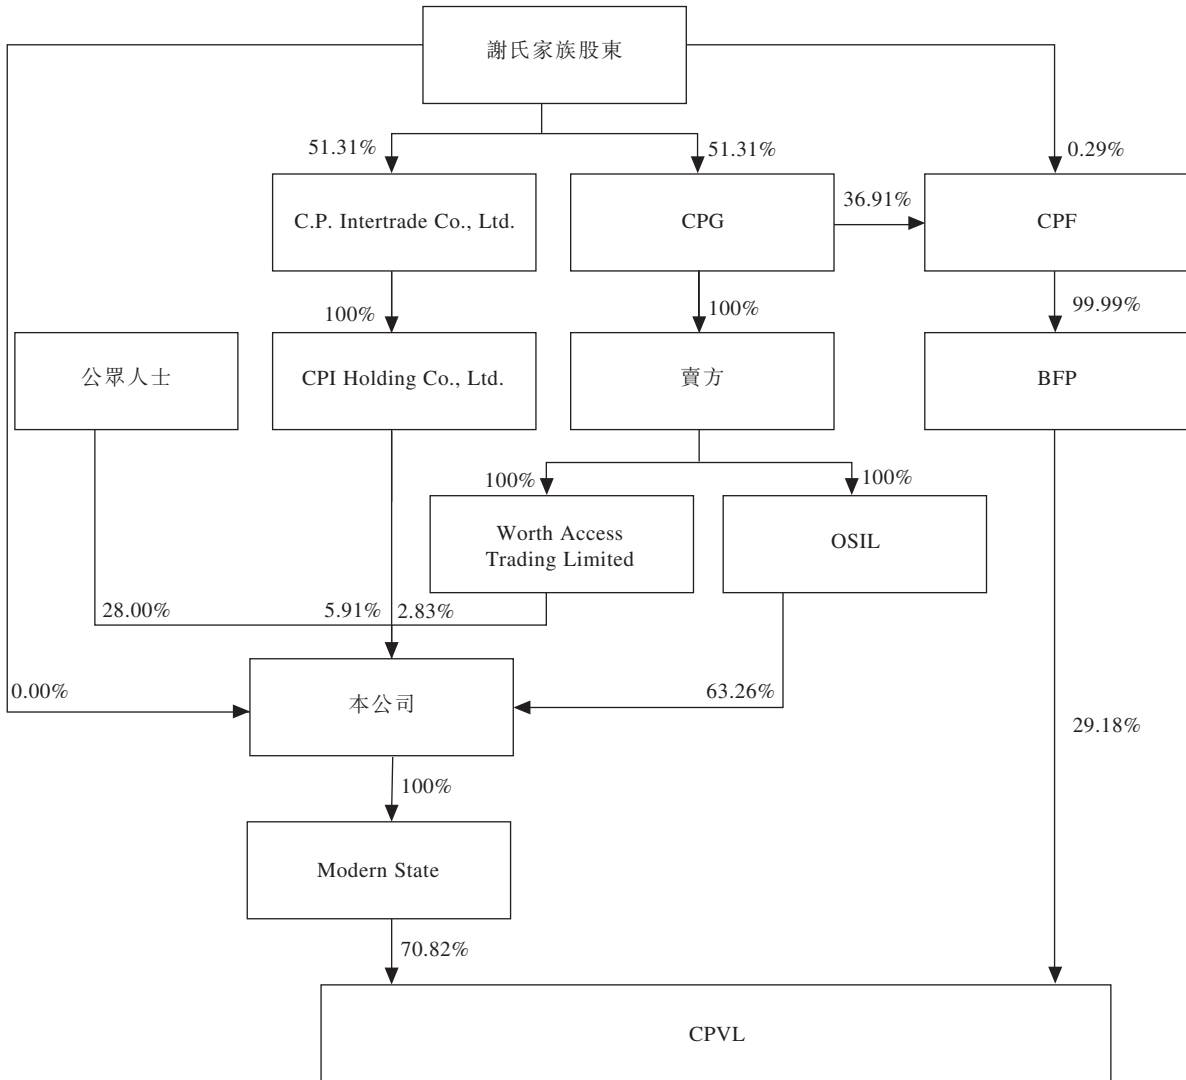 謝氏家族股東
51.31%
51.31%
0.29%
C.P. Intertrade Co., Ltd.
CPG
36.91%
CPF
100%
100%
99.99%
公眾人士
CPI Holding Co., Ltd.
賣方
BFP
100%
100%
Worth Access
Trading Limited
OSIL
28.00%
5.91%
2.83%
0.00%
本公司
63.26%
29.18%
100%
Modern State
70.82%
CPVL